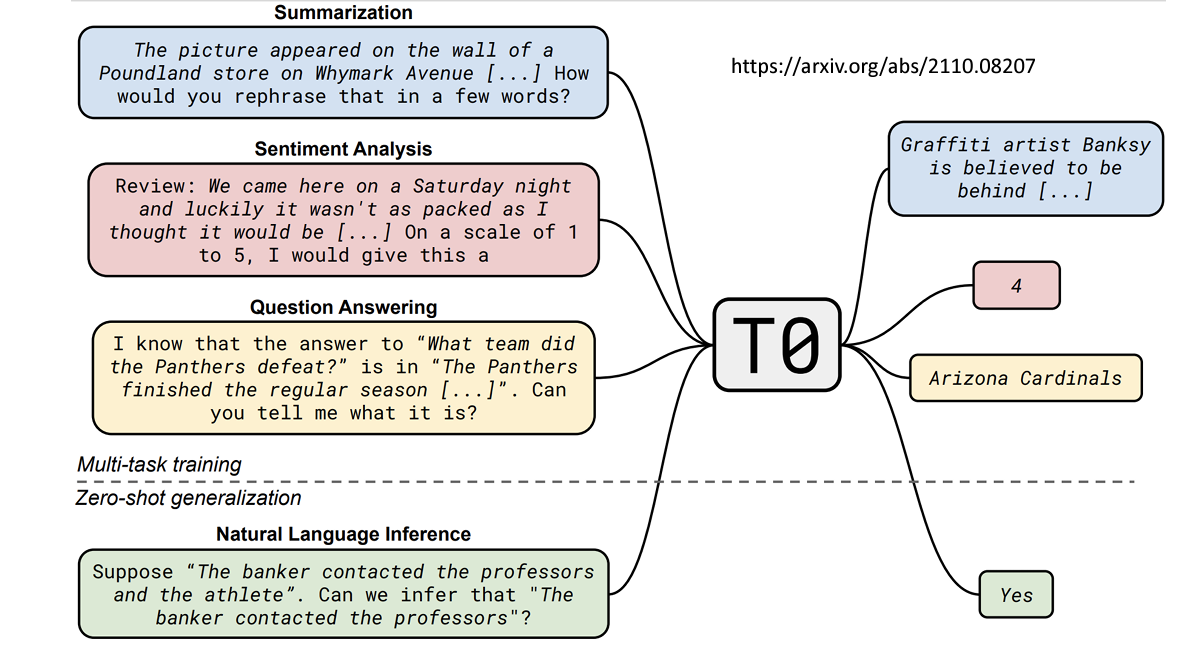 Summarization
The picture appeared on the wall of a
Poundland store on Whymark Avenue [...] How
would you rephrase that in a few words?
https://arxiv.org/abs/2110.08207
Graffiti artist Banksy
is believed to be
behind [...]
Sentiment Analysis
Review: We came here on a Saturday night
and luckily it wasn't as packed as I
thought it would be [...] On a scale of 1
to 5, I would give this a
4
Question Answering
I know that the answer to “What team did
the Panthers defeat?” is in “The Panthers
finished the regular season [...]”. Can
you tell me what it is?
T0
Arizona Cardinals
Multi-task training
Zero-shot generalization
Natural Language Inference
Suppose “The banker contacted the professors
and the athlete”. Can we infer that "The
banker contacted the professors"?
Yes